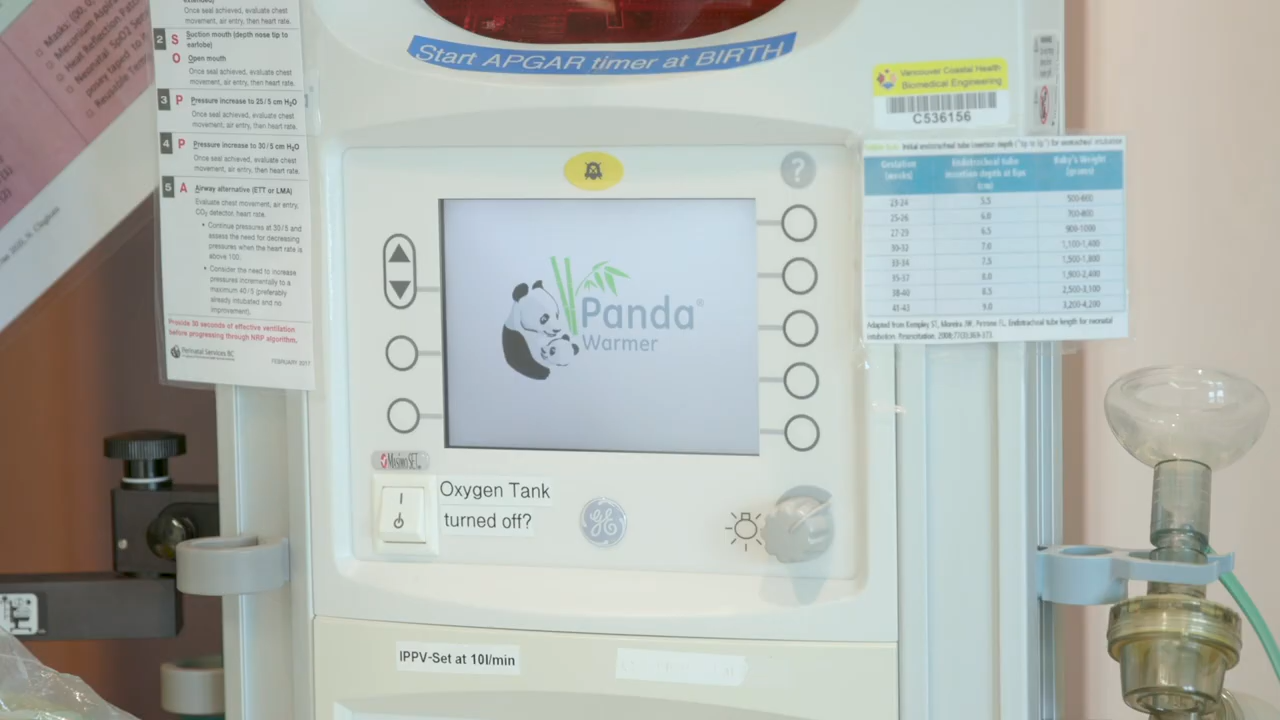 Start APGAR timer at BIRTH
Once seal achieved, evaluate chest
movement, air entry, then heart rate.
2 S Suction mouth (depth nose tip to
earlobe)
O Open mouth
Once seal achieved, evaluate chest
movement, air entry, then heart rate.
3 P Pressure increase to 25/5 cm H₂O
Once seal achieved, evaluate chest
movement, air entry, then heart rate.
4 P Pressure increase to 30/5 cm H₂O
Once seal achieved, evaluate chest
movement, air entry, then heart rate.
5 A Airway alternative (ETT or LMA)
Evaluate chest movement, air entry,
CO₂ detector, heart rate.
• Continue pressures at 30/5 and
assess the need for decreasing
pressures when the heart rate is
above 100.
• Consider the need to increase
pressures incrementally to a
maximum 40/5 (preferably
already intubated and no
improvement).
Provide 30 seconds of effective ventilation
before progressing through NRP algorithm.
Perinatal Services BC
FEBRUARY 2017
Vancouver Coastal Health
Biomedical Engineering
C536156
?
Panda®
Warmer
Masimo SET
Oxygen Tank
turned off?
GE
IPPV-Set at 10l/min
Initial endotracheal tube insertion depth ("tip to lip") for orotracheal intubation
Gestation Endotracheal tube Baby's Weight
(weeks) insertion depth at lips (grams)
(cm)
23-24 5.5 500-600
25-26 6.0 700-800
27-29 6.5 900-1000
30-32 7.0 1,100-1,400
33-34 7.5 1,500-1,800
35-37 8.0 1,900-2,400
38-40 8.5 2,500-3,100
41-43 9.0 3,200-4,200